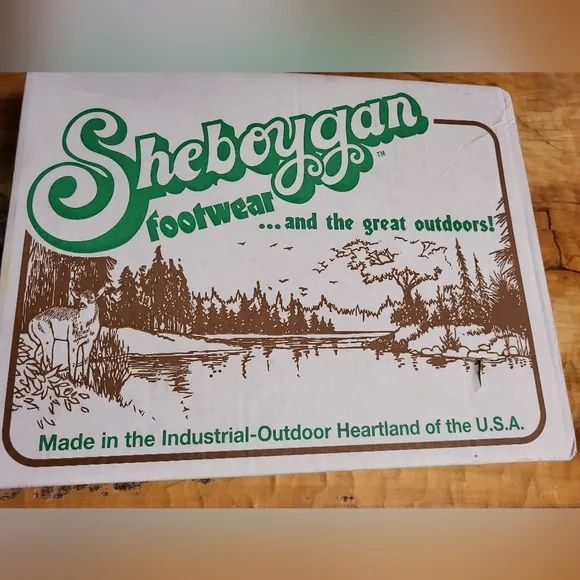 Sheboygan™
footwear
...and the great outdoors!
Made in the Industrial-Outdoor Heartland of the U.S.A.